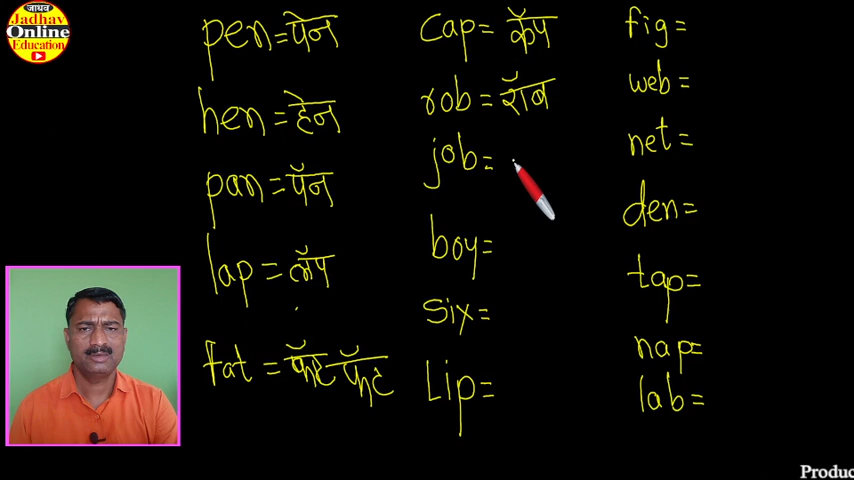 जाधव
Jadhav
Online
Education
pen = पेन
hen = हेन
pan = पॅन
lap = लॅप
fat = फॅट फॅट
Cap = कॅप
rob = रॉब
job =
boy =
Six =
Lip =
fig =
web =
net =
den =
tap =
nap =
lab =
Produc